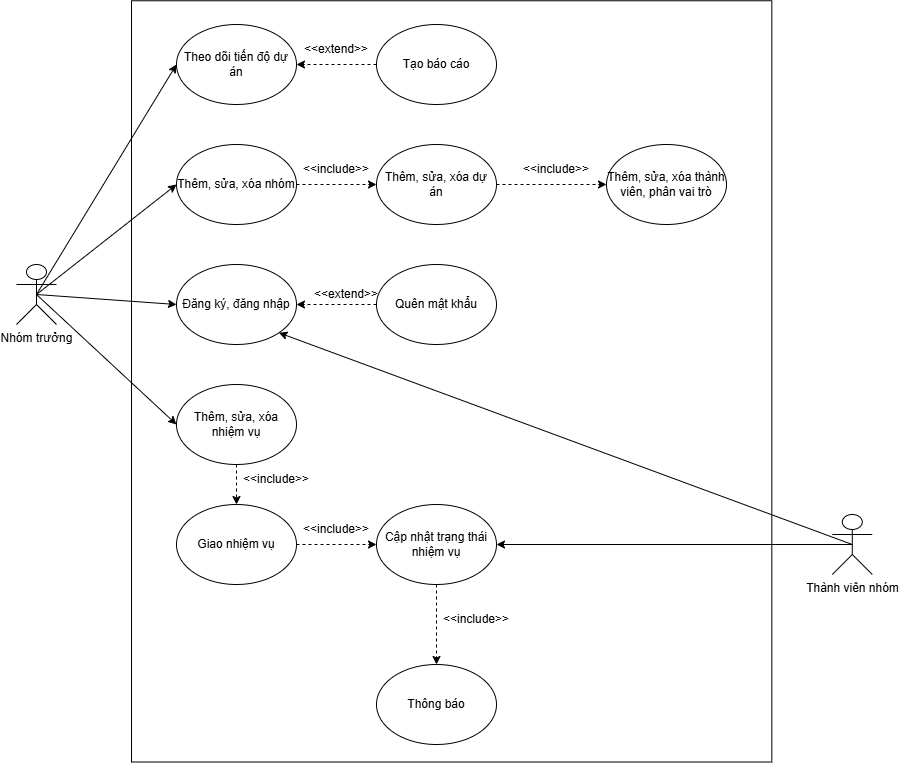 Theo dõi tiến độ dự
án
<<extend>>
Tạo báo cáo
Thêm, sửa, xóa nhóm
<<include>>
Thêm, sửa, xóa dự
án
<<include>>
Thêm, sửa, xóa thành
viên, phân vai trò
Nhóm trưởng
Đăng ký, đăng nhập
<<extend>>
Quên mật khẩu
Thêm, sửa, xóa
nhiệm vụ
<<include>>
Giao nhiệm vụ
<<include>>
Cập nhật trạng thái
nhiệm vụ
Thành viên nhóm
<<include>>
Thông báo